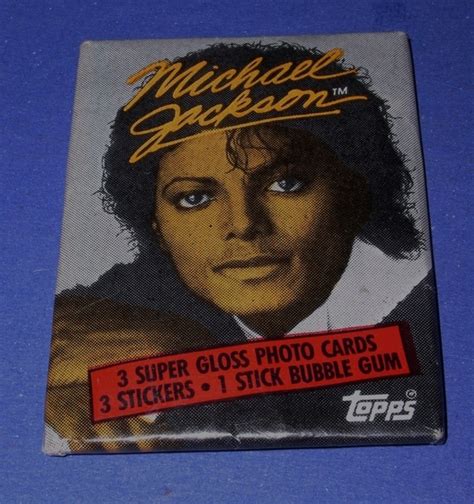 Michael
Jackson™
3 SUPER GLOSS PHOTO CARDS
3 STICKERS • 1 STICK BUBBLE GUM
topps®